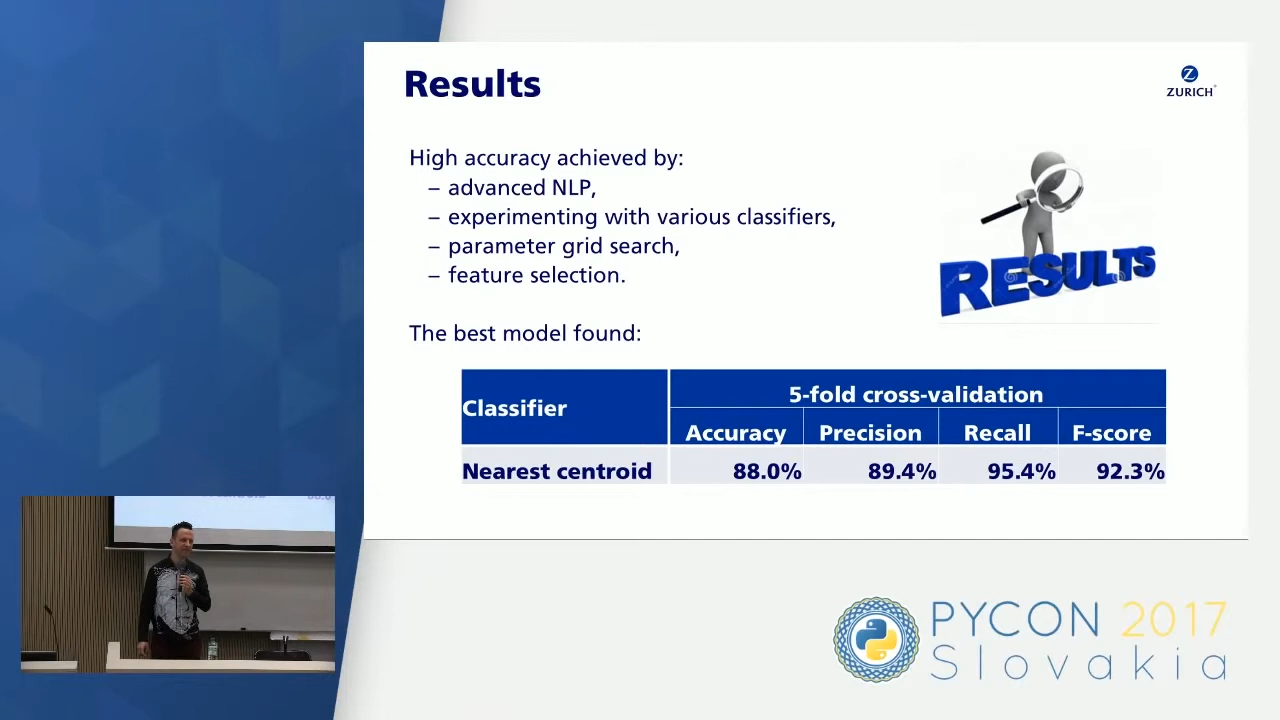 Results
ZURICH
High accuracy achieved by:
– advanced NLP,
– experimenting with various classifiers,
– parameter grid search,
– feature selection.
RESULTS
The best model found:
Classifier
5-fold cross-validation
Accuracy Precision Recall F-score
Nearest centroid 88.0% 89.4% 95.4% 92.3%
PYCON 2017
Slovakia